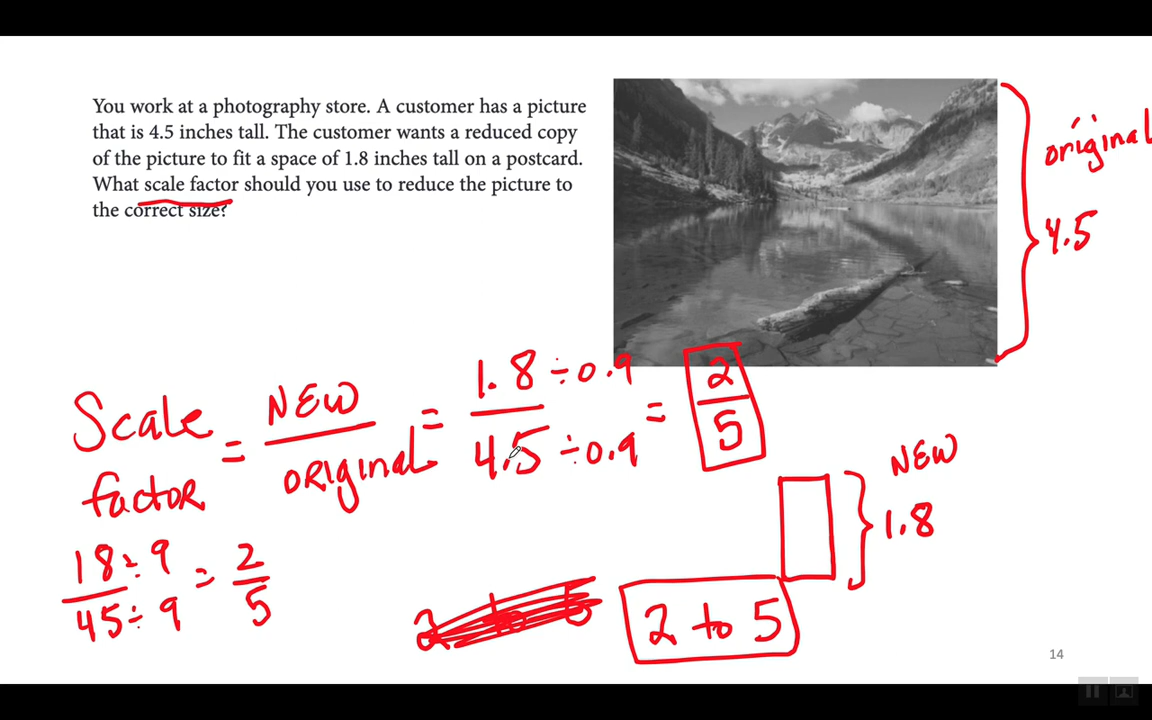 You work at a photography store. A customer has a picture
that is 4.5 inches tall. The customer wants a reduced copy
of the picture to fit a space of 1.8 inches tall on a postcard.
What scale factor should you use to reduce the picture to
the correct size?
original
4.5
Scale factor = NEW / ORIGINAL = 1.8 ÷ 0.9 / 4.5 ÷ 0.9 = 2 / 5
18 ÷ 9 / 45 ÷ 9 = 2 / 5
NEW
1.8
2 to 5
14